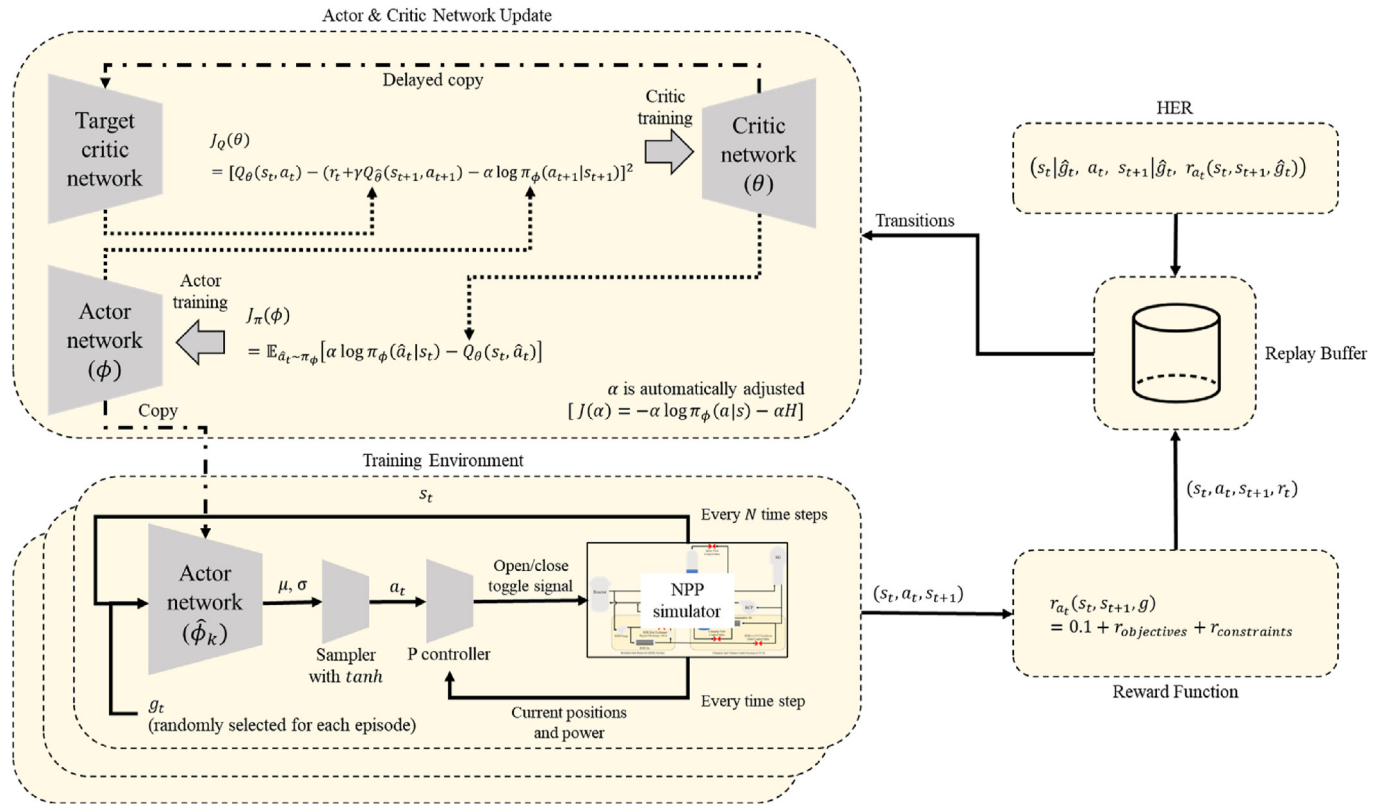 Actor & Critic Network Update
Delayed copy
Target
critic
network
J_Q(θ)
= [Q_θ(s_t, a_t) − (r_t + γQ_θ̂(s_{t+1}, a_{t+1}) − α log π_ϕ(a_{t+1}|s_{t+1})]²
Critic
training
Critic
network
(θ)
Actor
network
(ϕ)
Actor
training
J_π(ϕ)
= 𝔼_{â_t~π_ϕ}[α log π_ϕ(â_t|s_t) − Q_θ(s_t, â_t)]
α is automatically adjusted
[ J(α) = −α log π_ϕ(a|s) − αH]
Copy
Transitions
HER
(s_t|ĝ_t, a_t, s_{t+1}|ĝ_t, r_{a_t}(s_t, s_{t+1}, ĝ_t))
Replay Buffer
(s_t, a_t, s_{t+1}, r_t)
Training Environment
s_t
Every N time steps
Actor
network
(ϕ̂_k)
μ, σ
Sampler
with tanh
a_t
P controller
Open/close
toggle signal
NPP
simulator
Every time step
Current positions
and power
g_t
(randomly selected for each episode)
(s_t, a_t, s_{t+1})
r_{a_t}(s_t, s_{t+1}, g)
= 0.1 + r_{objectives} + r_{constraints}
Reward Function